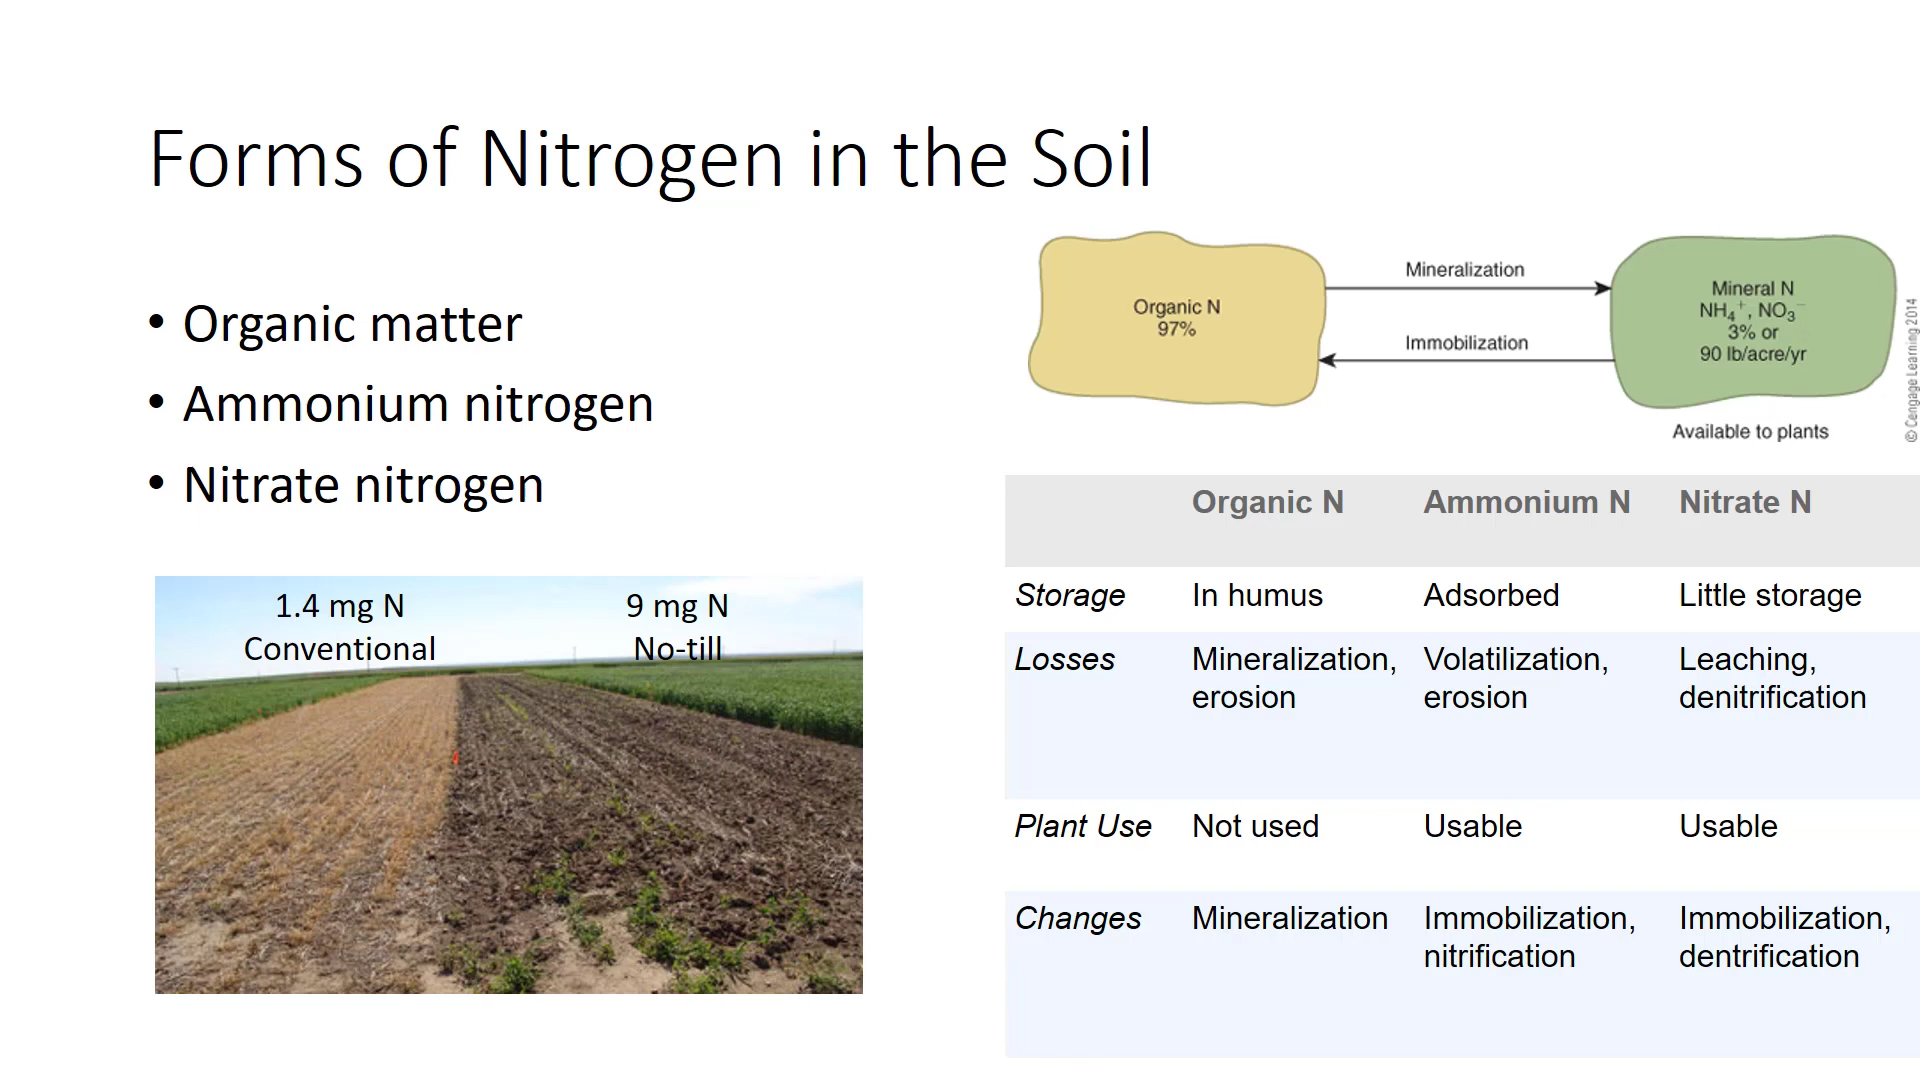 Forms of Nitrogen in the Soil
• Organic matter
• Ammonium nitrogen
• Nitrate nitrogen
1.4 mg N
Conventional
9 mg N
No-till
Organic N
97%
Mineralization
Immobilization
Mineral N
NH₄⁺, NO₃⁻
3% or
90 lb/acre/yr
Available to plants
© Cengage Learning 2014
Organic N Ammonium N Nitrate N
Storage In humus Adsorbed Little storage
Losses Mineralization, Volatilization, Leaching,
erosion erosion denitrification
Plant Use Not used Usable Usable
Changes Mineralization Immobilization, Immobilization,
nitrification dentrification